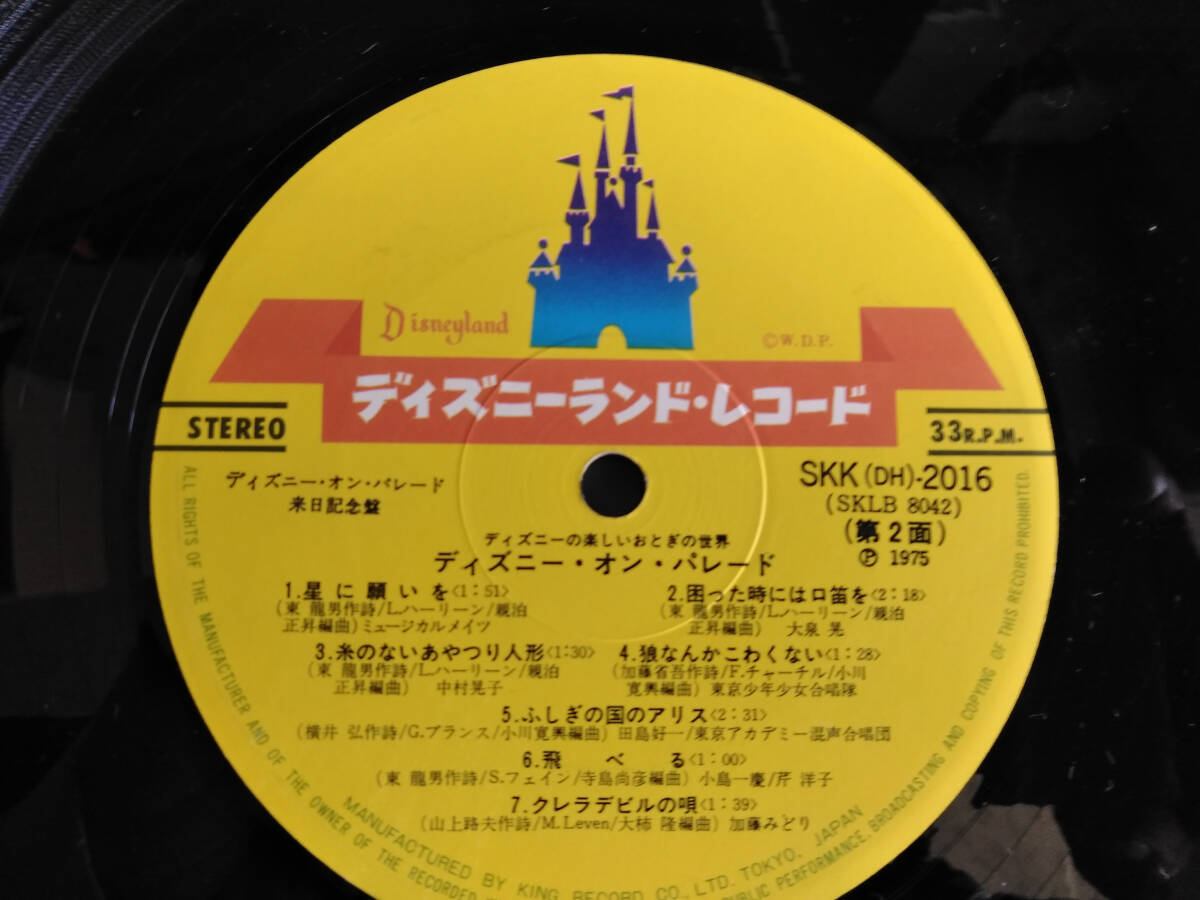 Disneyland
©W.D.P.
ディズニーランド・レコード
STEREO
33R.P.M.
ディズニー・オン・パレード
来日記念盤
SKK(DH)-2016
(SKLB 8042)
(第2面)
Ⓟ 1975
ディズニーの楽しいおとぎの世界
ディズニー・オン・パレード
1.星に願いを〈1:51〉
(東 龍男作詩/L.ハーリーン/親泊
正昇編曲)ミュージカルメイツ
2.困った時には口笛を〈2:18〉
(東 龍男作詩/L.ハーリーン/親泊
正昇編曲) 大泉 晃
3.糸のないあやつり人形〈1:30〉
(東 龍男作詩/L.ハーリーン/親泊
正昇編曲) 中村晃子
4.狼なんかこわくない〈1:28〉
(加藤省吾作詩/F.チャーチル/小川
寛興編曲)東京少年少女合唱隊
5.ふしぎの国のアリス〈2:31〉
(横井 弘作詩/G.ブランス/小川寛興編曲)田島好一/東京アカデミー混声合唱団
6.飛べる〈1:00〉
(東 龍男作詩/S.フェイン/寺島尚彦編曲)小島一慶/芹 洋子
7.クレラデビルの唄〈1:39〉
(山上路夫作詩/M.Leven/大柿 隆編曲)加藤みどり
MANUFACTURED BY KING RECORD CO., LTD. TOKYO, JAPAN
ALL RIGHTS OF THE MANUFACTURER AND OF THE OWNER OF THE RECORDED
PUBLIC PERFORMANCE, BROADCASTING AND COPYING OF THIS RECORD PROHIBITED.